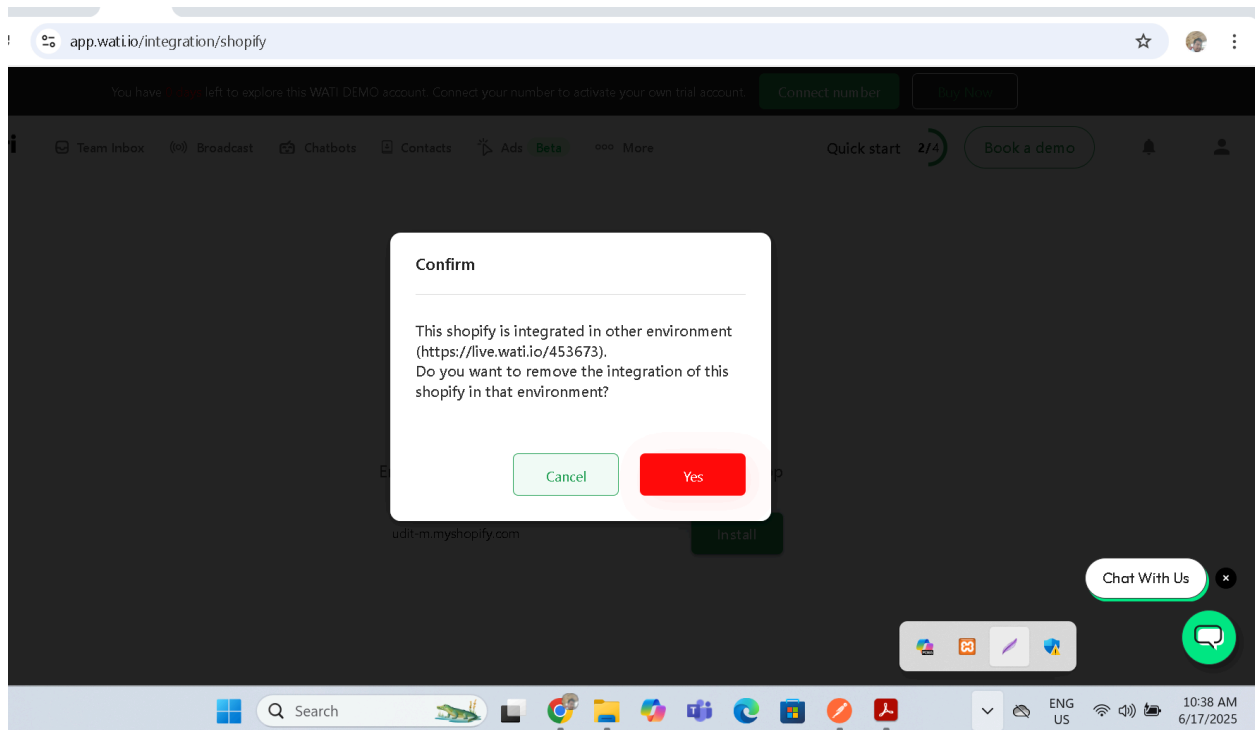 app.wati.io/integration/shopify
You have left to explore this WATI DEMO account. Connect your number to activate your own trial account.
Connect number
Buy Now
Team Inbox
Broadcast
Chatbots
Contacts
Ads Beta
More
Quick start 2/4
Book a demo
Confirm
This shopify is integrated in other environment
(https://live.wati.io/453673).
Do you want to remove the integration of this
shopify in that environment?
Cancel
Yes
udit-m.myshopify.com
Install
Chat With Us
Search
ENG
US
10:38 AM
6/17/2025